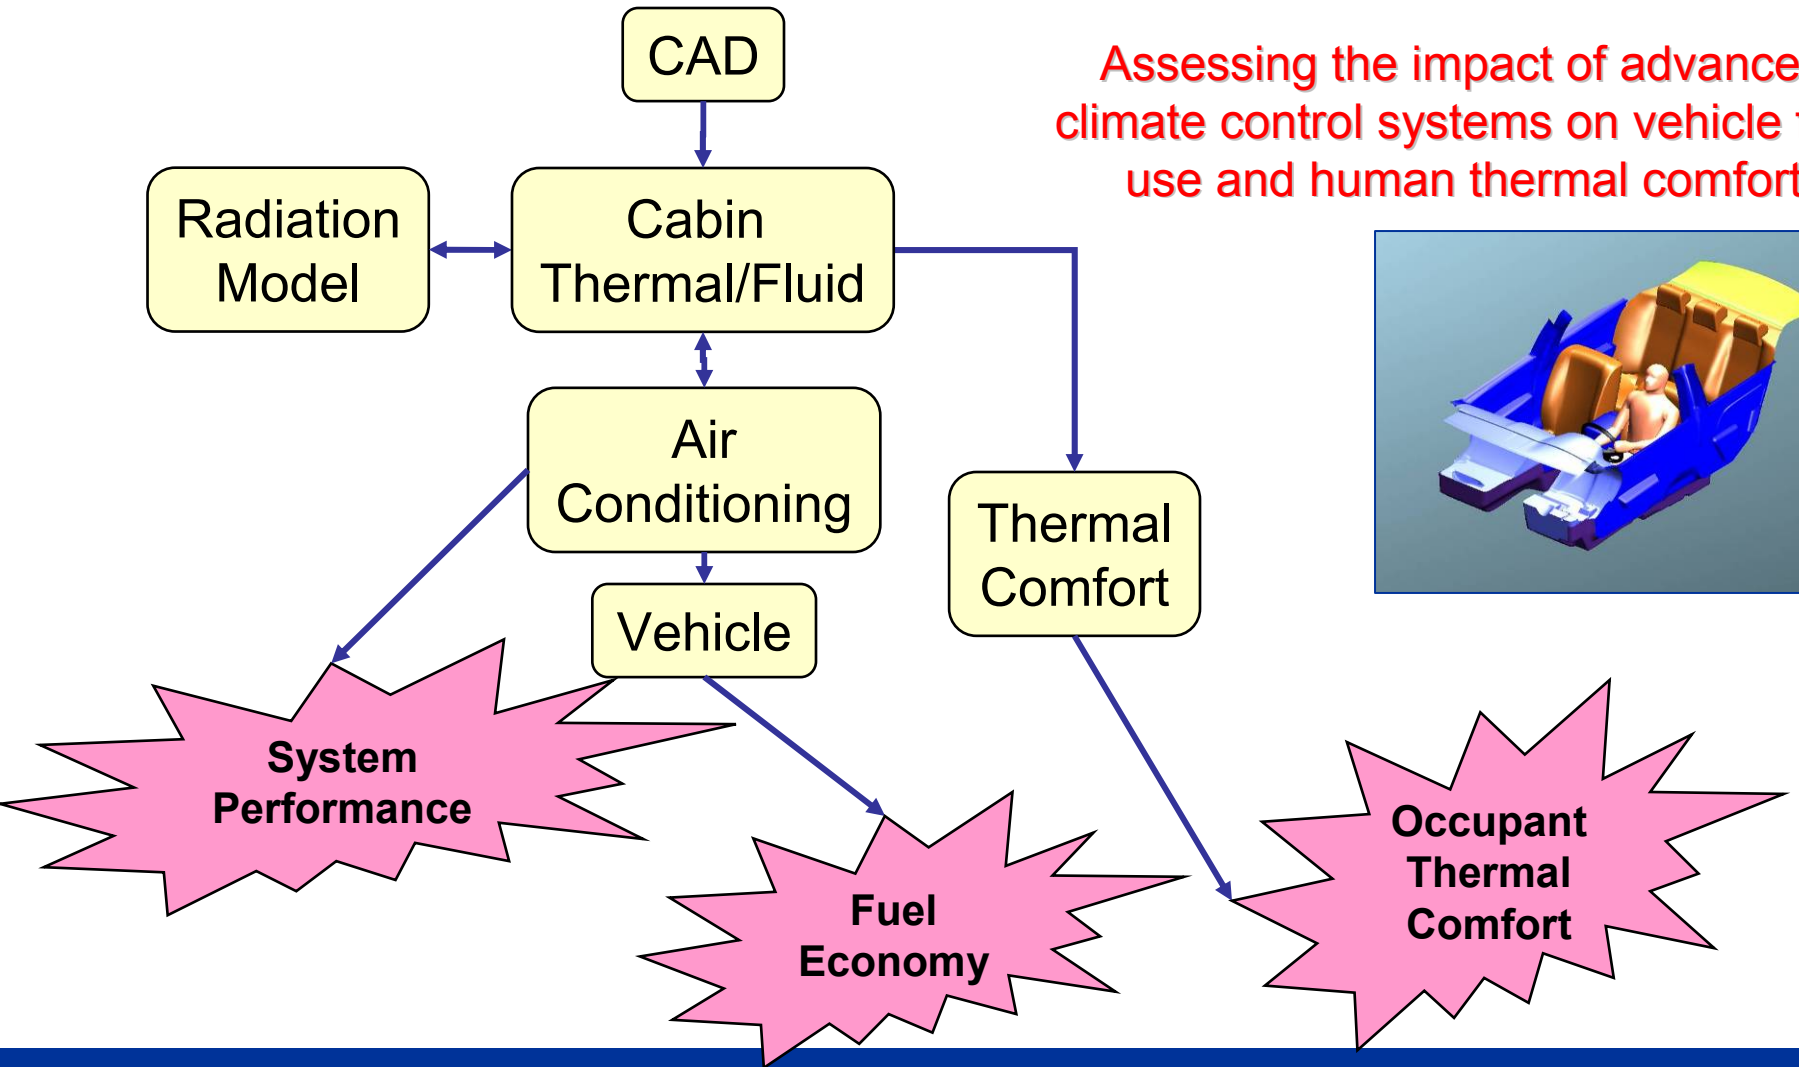 CAD
Assessing the impact of
climate control systems on vehicle
use and human thermal comfort
Radiation
Model
Cabin
Thermal/Fluid
Air
Conditioning
Thermal
Comfort
Vehicle
System
Performance
Fuel
Economy
Occupant
Thermal
Comfort